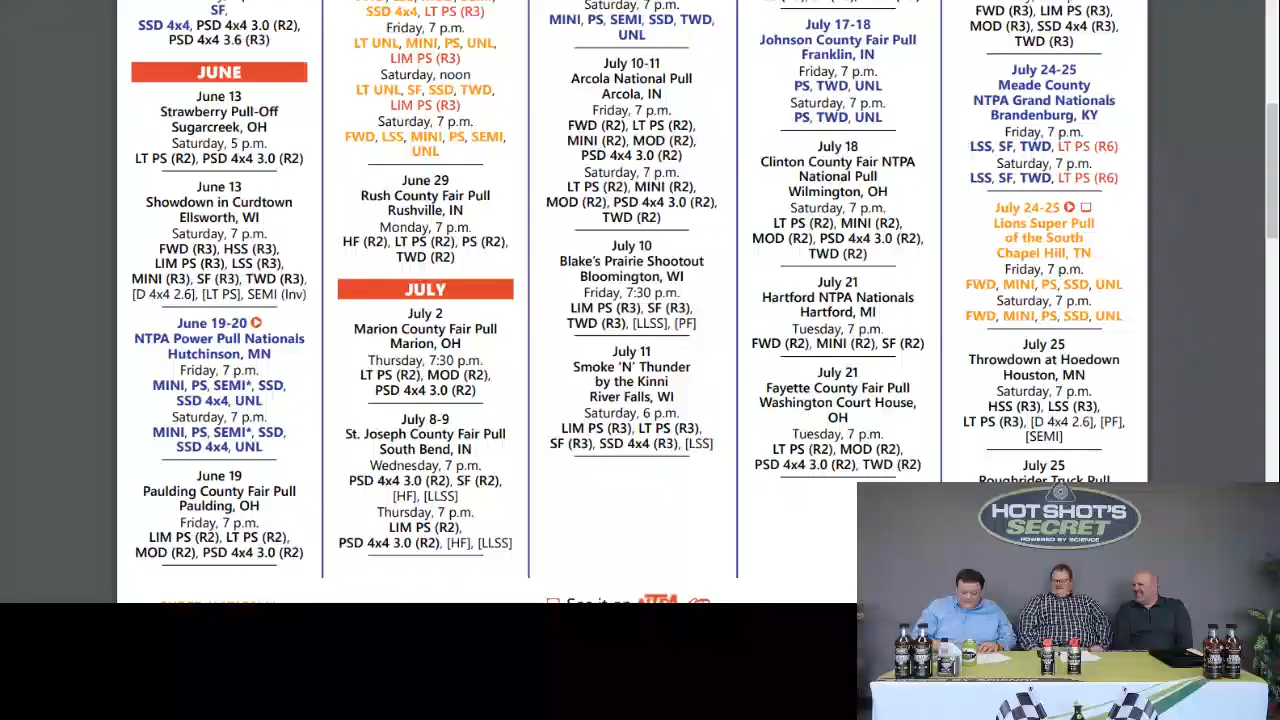 SF,
SSD 4x4, PSD 4x4 3.0 (R2),
PSD 4x4 3.6 (R3)
JUNE
June 13
Strawberry Pull-Off
Sugarcreek, OH
Saturday, 5 p.m.
LT PS (R2), PSD 4x4 3.0 (R2)
June 13
Showdown in Curdtown
Ellsworth, WI
Saturday, 7 p.m.
FWD (R3), HSS (R3),
LIM PS (R3), LSS (R3),
MINI (R3), SF (R3), TWD (R3),
[D 4x4 2.6], [LT PS], SEMI (Inv)
June 19-20
NTPA Power Pull Nationals
Hutchinson, MN
Friday, 7 p.m.
MINI, PS, SEMI*, SSD,
SSD 4x4, UNL
Saturday, 7 p.m.
MINI, PS, SEMI*, SSD,
SSD 4x4, UNL
June 19
Paulding County Fair Pull
Paulding, OH
Friday, 7 p.m.
LIM PS (R2), LT PS (R2),
MOD (R2), PSD 4x4 3.0 (R2)
SSD 4x4, LT PS (R3)
Friday, 7 p.m.
LT UNL, MINI, PS, UNL,
LIM PS (R3)
Saturday, noon
LT UNL, SF, SSD, TWD,
LIM PS (R3)
Saturday, 7 p.m.
FWD, LSS, MINI, PS, SEMI,
UNL
June 29
Rush County Fair Pull
Rushville, IN
Monday, 7 p.m.
HF (R2), LT PS (R2), PS (R2),
TWD (R2)
JULY
July 2
Marion County Fair Pull
Marion, OH
Thursday, 7:30 p.m.
LT PS (R2), MOD (R2),
PSD 4x4 3.0 (R2)
July 8-9
St. Joseph County Fair Pull
South Bend, IN
Wednesday, 7 p.m.
PSD 4x4 3.0 (R2), SF (R2),
[HF], [LLSS]
Thursday, 7 p.m.
LIM PS (R2),
PSD 4x4 3.0 (R2), [HF], [LLSS]
Saturday, 7 p.m.
MINI, PS, SEMI, SSD, TWD,
UNL
July 10-11
Arcola National Pull
Arcola, IN
Friday, 7 p.m.
FWD (R2), LT PS (R2),
MINI (R2), MOD (R2),
PSD 4x4 3.0 (R2)
Saturday, 7 p.m.
LT PS (R2), MINI (R2),
MOD (R2), PSD 4x4 3.0 (R2),
TWD (R2)
July 10
Blake's Prairie Shootout
Bloomington, WI
Friday, 7:30 p.m.
LIM PS (R3), SF (R3),
TWD (R3), [LLSS], [PF]
July 11
Smoke 'N' Thunder
by the Kinni
River Falls, WI
Saturday, 6 p.m.
LIM PS (R3), LT PS (R3),
SF (R3), SSD 4x4 (R3), [LSS]
See it on NTPA
July 17-18
Johnson County Fair Pull
Franklin, IN
Friday, 7 p.m.
PS, TWD, UNL
Saturday, 7 p.m.
PS, TWD, UNL
July 18
Clinton County Fair NTPA
National Pull
Wilmington, OH
Saturday, 7 p.m.
LT PS (R2), MINI (R2),
MOD (R2), PSD 4x4 3.0 (R2),
TWD (R2)
July 21
Hartford NTPA Nationals
Hartford, MI
Tuesday, 7 p.m.
FWD (R2), MINI (R2), SF (R2)
July 21
Fayette County Fair Pull
Washington Court House,
OH
Tuesday, 7 p.m.
LT PS (R2), MOD (R2),
PSD 4x4 3.0 (R2), TWD (R2)
FWD (R3), LIM PS (R3),
MOD (R3), SSD 4x4 (R3),
TWD (R3)
July 24-25
Meade County
NTPA Grand Nationals
Brandenburg, KY
Friday, 7 p.m.
LSS, SF, TWD, LT PS (R6)
Saturday, 7 p.m.
LSS, SF, TWD, LT PS (R6)
July 24-25
Lions Super Pull
of the South
Chapel Hill, TN
Friday, 7 p.m.
FWD, MINI, PS, SSD, UNL
Saturday, 7 p.m.
FWD, MINI, PS, SSD, UNL
July 25
Throwdown at Hoedown
Houston, MN
Saturday, 7 p.m.
HSS (R3), LSS (R3),
LT PS (R3), [D 4x4 2.6], [PF],
[SEMI]
July 25
Roughrider Truck Pull
HOT SHOT'S
SECRET
POWERED BY SCIENCE